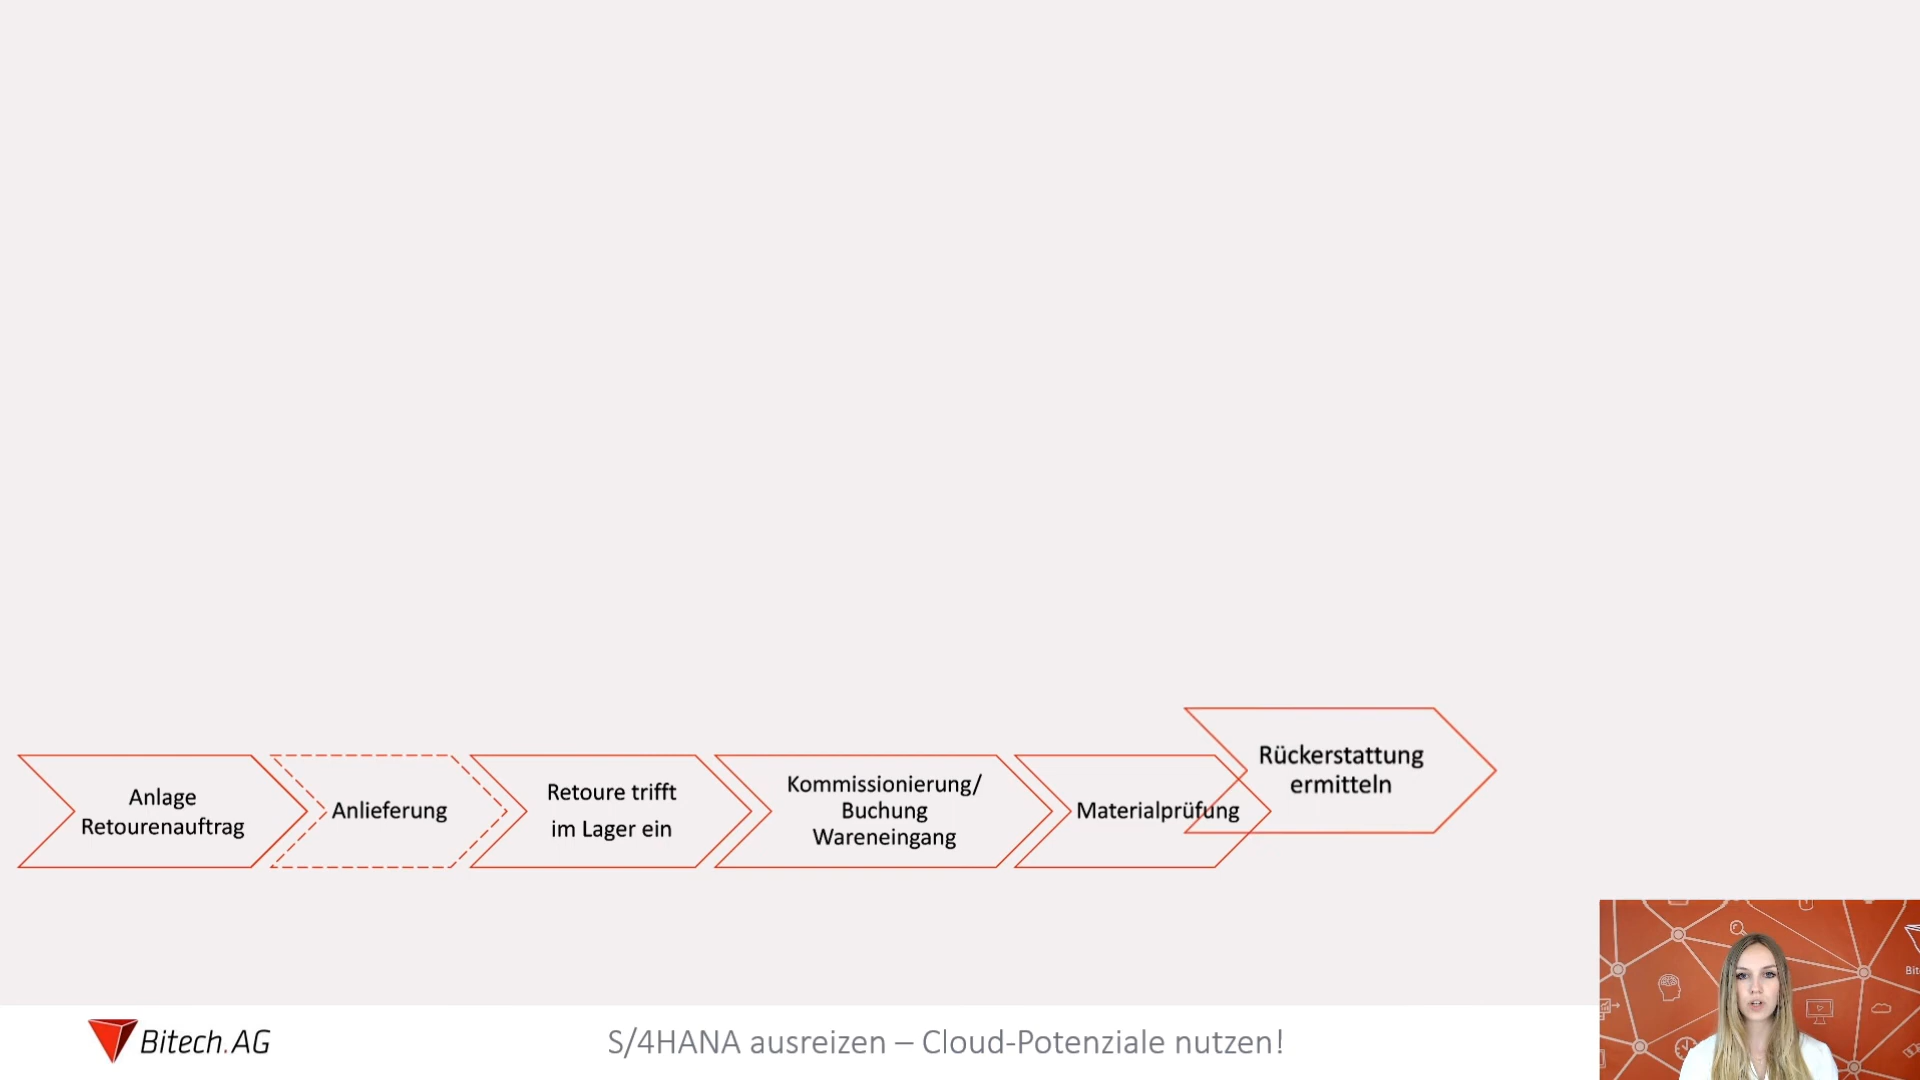 Anlage
Retourenauftrag
Anlieferung
Retoure trifft
im Lager ein
Kommissionierung/
Buchung
Wareneingang
Materialprüfung
Rückerstattung
ermitteln
Bitech.AG
S/4HANA ausreizen – Cloud-Potenziale nutzen!
Bit